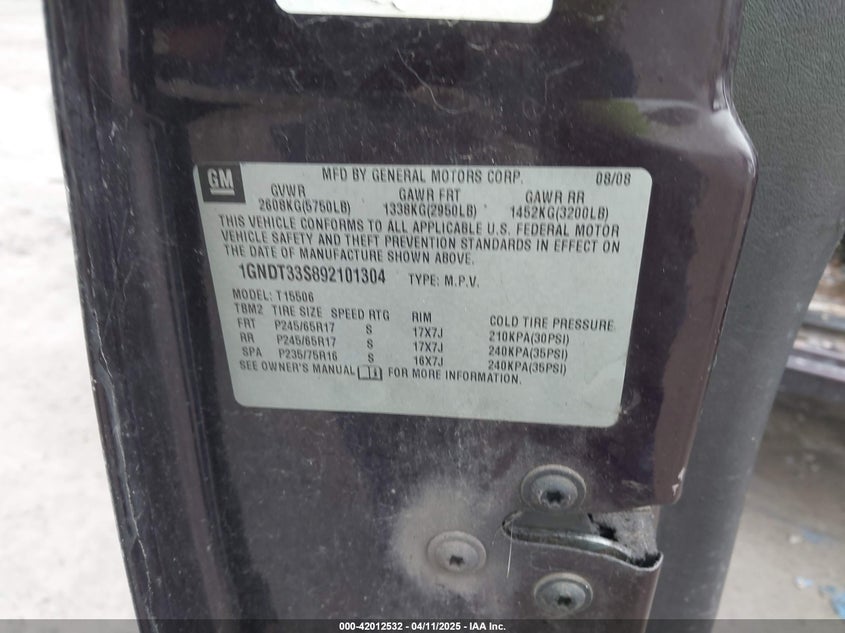 GM
MFD BY GENERAL MOTORS CORP. 08/08
GVWR GAWR FRT GAWR RR
2608KG(5750LB) 1338KG(2950LB) 1452KG(3200LB)
THIS VEHICLE CONFORMS TO ALL APPLICABLE U.S. FEDERAL MOTOR
VEHICLE SAFETY AND THEFT PREVENTION STANDARDS IN EFFECT ON
THE DATE OF MANUFACTURE SHOWN ABOVE.
1GNDT33S892101304 TYPE: M.P.V.
MODEL: T15506
TBM2 TIRE SIZE SPEED RTG RIM COLD TIRE PRESSURE
FRT P245/65R17 S 17X7J 210KPA(30PSI)
RR P245/65R17 S 17X7J 240KPA(35PSI)
SPA P235/75R16 S 16X7J 240KPA(35PSI)
SEE OWNER'S MANUAL FOR MORE INFORMATION.
000-42012532 - 04/11/2025 - IAA Inc.